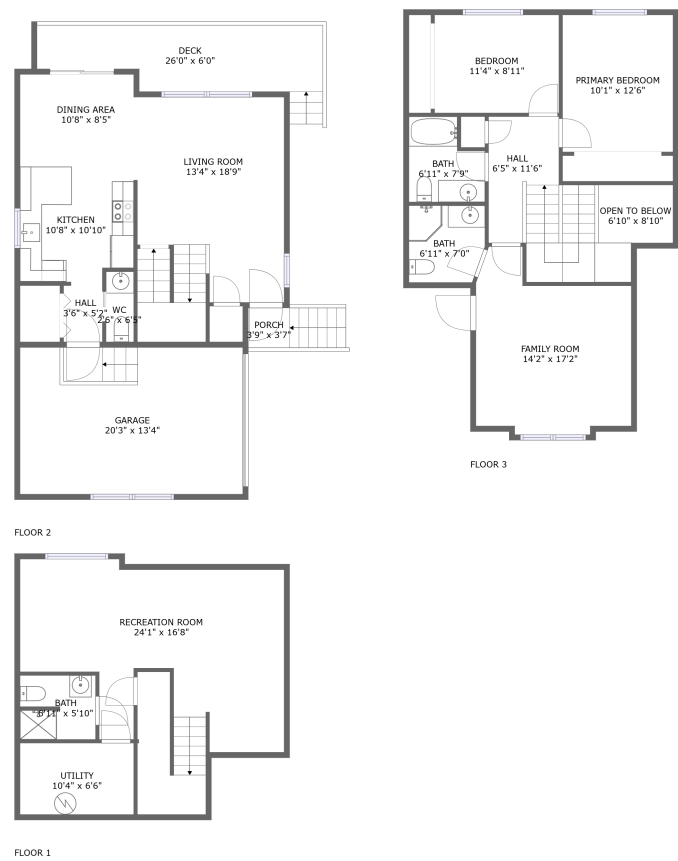 DECK
26'0" x 6'0"
DINING AREA
10'8" x 8'5"
LIVING ROOM
13'4" x 18'9"
KITCHEN
10'8" x 10'10"
HALL
3'6" x 5'2"
WC
2'6" x 6'5"
PORCH
3'9" x 3'7"
GARAGE
20'3" x 13'4"
FLOOR 2
BEDROOM
11'4" x 8'11"
PRIMARY BEDROOM
10'1" x 12'6"
BATH
6'11" x 7'9"
HALL
6'5" x 11'6"
OPEN TO BELOW
6'10" x 8'10"
BATH
6'11" x 7'0"
FAMILY ROOM
14'2" x 17'2"
FLOOR 3
RECREATION ROOM
24'1" x 16'8"
BATH
6'11" x 5'10"
UTILITY
10'4" x 6'6"
FLOOR 1